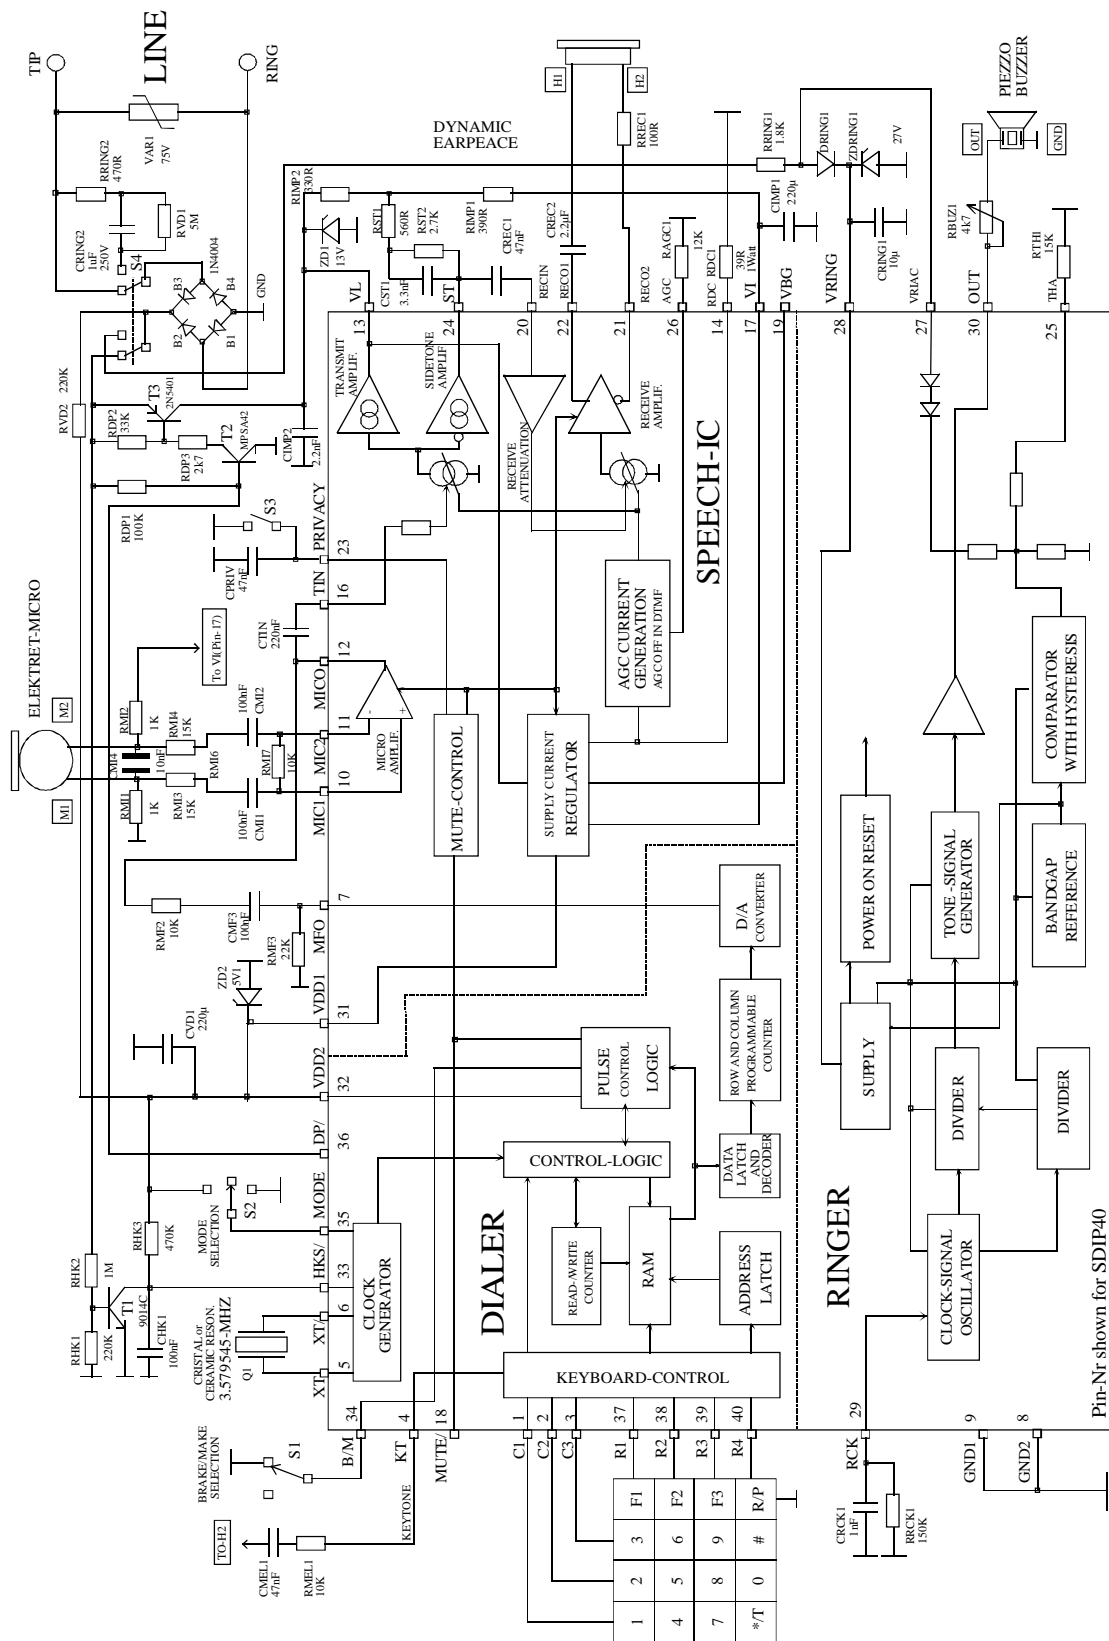 TIP
LINE
RING
VAR1
75V
RRING2
470R
CRING2
1uF
250V
RVD1
5M
S4
1N4004
B3
B4
B2
B1
GND
RVD2
220K
T3
2N5401
RDP2
33K
RDP3
2k7
T2
MPSA42
RDP1
100K
CIMP2
2.2nF
S3
CPRIV
47nF
ELEKTRET-MICRO
M2
M1
To VI(Pin-17)
CTIN
220nF
RMI2
1K
RMI4
15K
100nF
CMI2
CMI4
10nF
RMI6
RMI7
10K
RMI1
1K
RMI3
15K
100nF
CMI1
RMF2
10K
CMF3
100nF
RMF3
22K
ZD2
5V1
CVD1
220µ
MODE
SELECTION
S2
RHK3
470K
RHK2
1M
RHK1
220K
T1
9014C
CHK1
100nF
CRISTAL or
CERAMIC RESON.
3.579545-MHZ
Q1
BRAKE/MAKE
SELECTION
S1
TO-H2
CMEL1
47nF
RMEL1
10K
KEYTONE
DYNAMIC
EARPEACE
H1
H2
RREC1
100R
RIMP2
330R
ZD1
13V
RST1
560R
RST2
2.7K
CST1
3.3nF
RIMP1
390R
CREC1
47nF
CREC2
2.2µF
RAGC1
12K
RDC1
39R
1Watt
RRING1
1.8K
CIMP1
220µ
DRING1
ZDRING1
27V
CRING1
10µ
PIEZZO
BUZZER
OUT
GND
RBUZ1
4k7
RTH1
15K
VL
13
ST
24
RECIN
20
RECO1
22
RECO2
21
AGC
26
RDC
14
VI
17
VBG
19
VRING
28
VRIAC
27
OUT
30
THA
25
PRIVACY
23
TIN
16
MICO
12
MIC2
11
MIC1
10
MFO
7
VDD1
31
VDD2
32
DP/
36
MODE
35
HKS/
33
XT/
6
XT
5
B/M
34
KT
4
MUTE/
18
C1
1
C2
2
C3
3
R1
37
R2
38
R3
39
R4
40
RCK
29
GND1
9
GND2
8
TRANSMIT
AMPLIF.
SIDETONE
AMPLIF
RECEIVE
ATTENUATION
RECEIVE
AMPLIF.
SPEECH-IC
AGC CURRENT
GENERATION
AGC OFF IN DTMF
MICRO
AMPLIF.
-
+
MUTE-CONTROL
SUPPLY CURRENT
REGULATOR
D/A
CONVERTER
ROW AND COLUMN
PROGRAMMABLE
COUNTER
DATA
LATCH
AND
DECODER
PULSE
CONTROL
LOGIC
CONTROL-LOGIC
READ-/WRITE
COUNTER
RAM
ADDRESS
LATCH
CLOCK
GENERATOR
DIALER
KEYBOARD-CONTROL
RINGER
SUPPLY
POWER ON RESET
TONE -SIGNAL
GENERATOR
COMPARATOR
WITH HYSTERESIS
BANDGAP
REFERENCE
DIVIDER
DIVIDER
CLOCK-SIGNAL
OSCILLATOR
CRCK1
1nF
RRCK1
150K
1 2 3 F1
4 5 6 F2
7 8 9 F3
*/T 0 # R/P
Pin-Nr shown for SDIP40